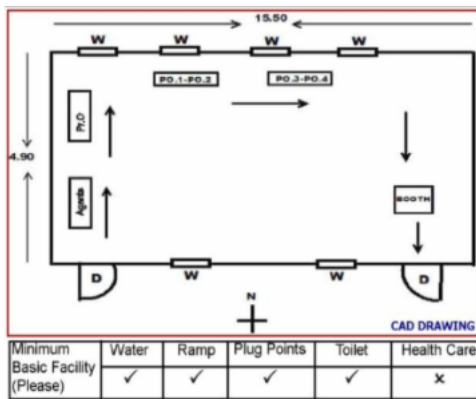 15.50
W W W W
PO.1-PO.2 PO.3-PO.4
Pr.O
4.90
Agents
BOOTH
D W W D
N
CAD DRAWING
Minimum Basic Facility (Please) Water Ramp Plug Points Toilet Health Care
✓ ✓ ✓ ✓ x